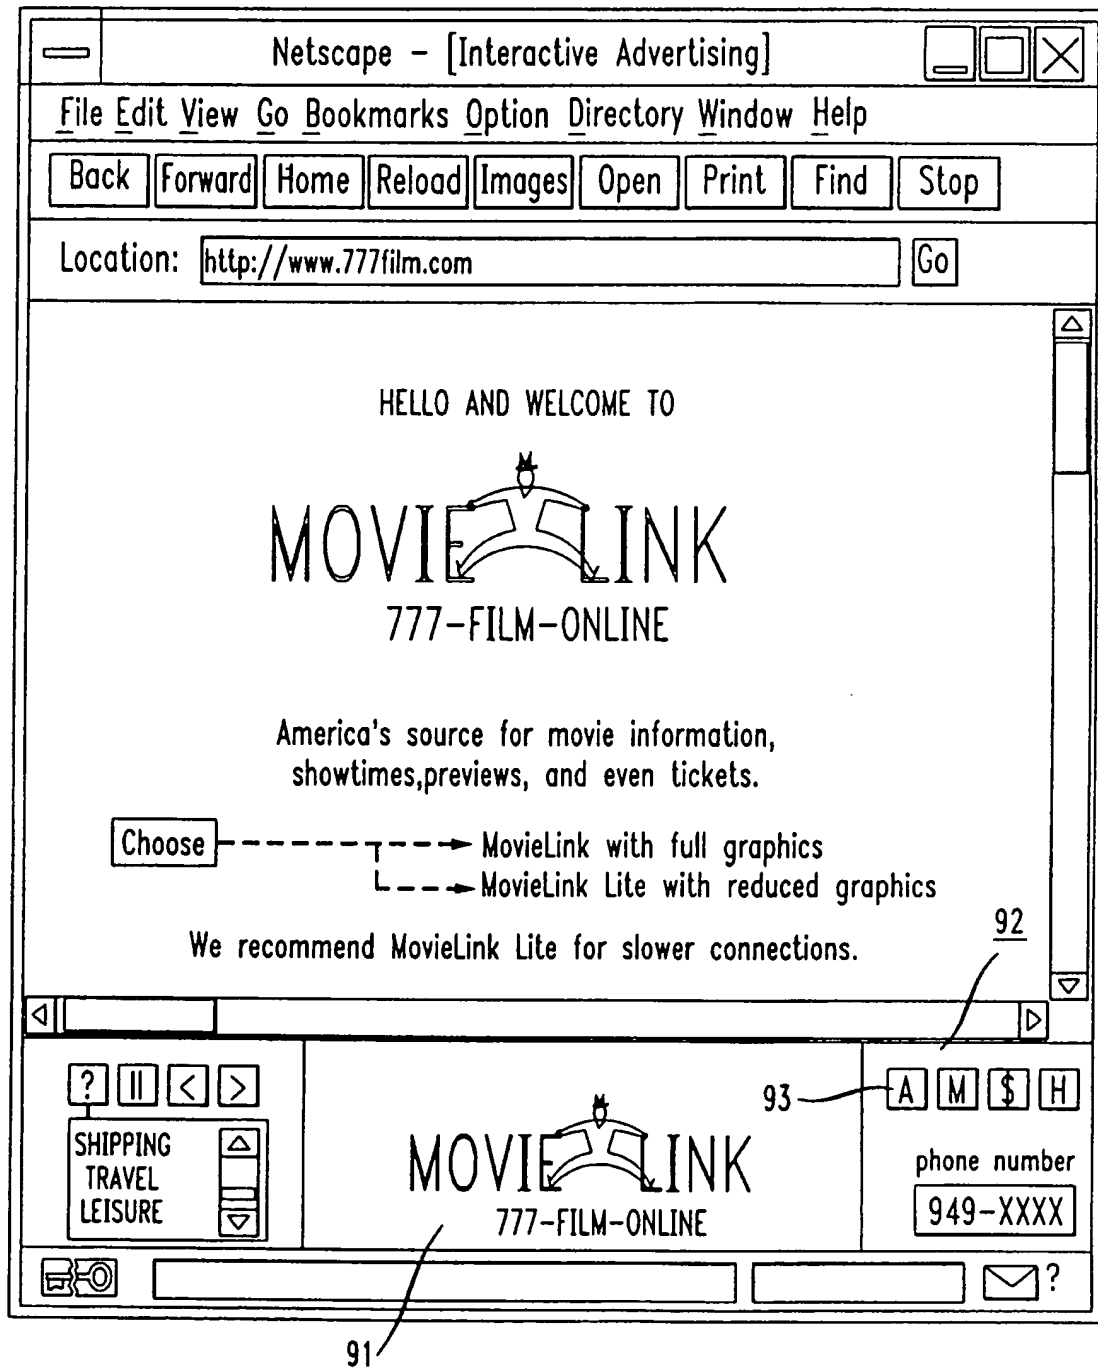 Netscape - [Interactive Advertising]
File Edit View Go Bookmarks Option Directory Window Help
Back Forward Home Reload Images Open Print Find Stop
Location: http://www.777film.com Go
HELLO AND WELCOME TO
MOVIELINK
777-FILM-ONLINE
America's source for movie information,
showtimes,previews, and even tickets.
Choose MovieLink with full graphics
MovieLink Lite with reduced graphics
We recommend MovieLink Lite for slower connections.
92
? || < >
SHIPPING
TRAVEL
LEISURE
MOVIELINK
777-FILM-ONLINE
93 A M $ H
phone number
949-XXXX
?
91